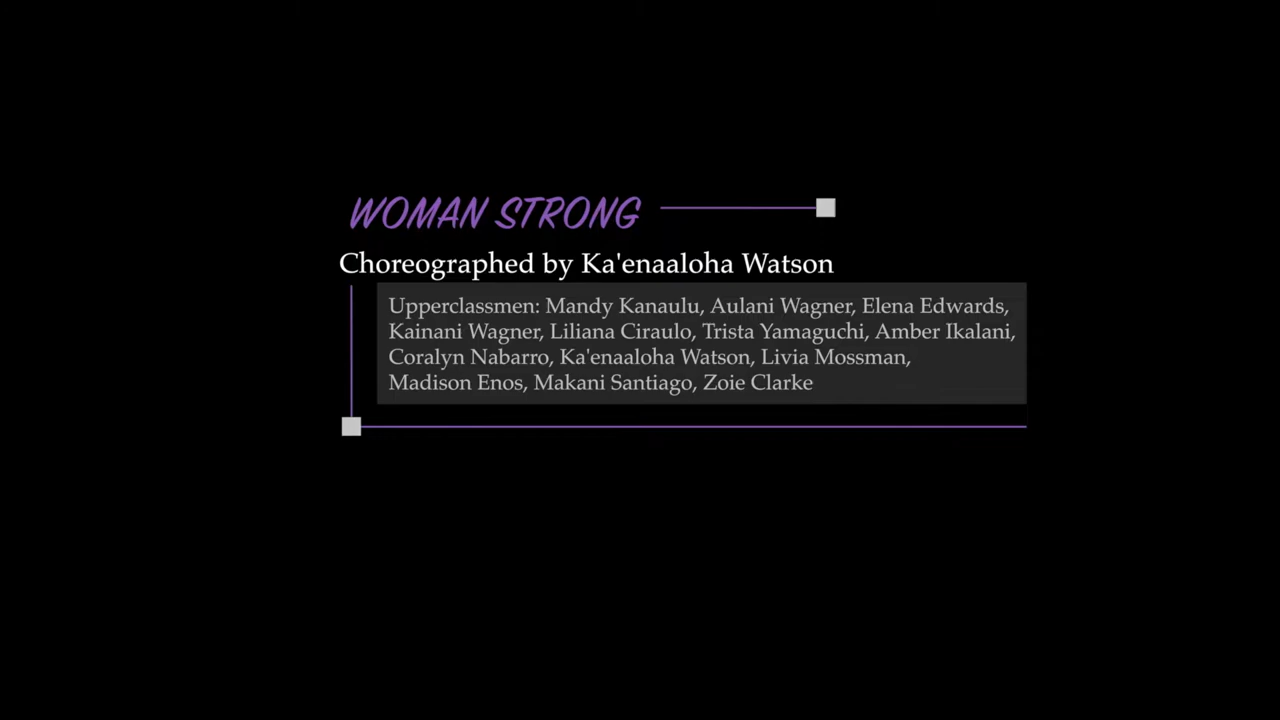 WOMAN STRONG
Choreographed by Ka'enaaloha Watson
Upperclassmen: Mandy Kanaulu, Aulani Wagner, Elena Edwards,
Kainani Wagner, Liliana Ciraulo, Trista Yamaguchi, Amber Ikalani,
Coralyn Nabarro, Ka'enaaloha Watson, Livia Mossman,
Madison Enos, Makani Santiago, Zoie Clarke